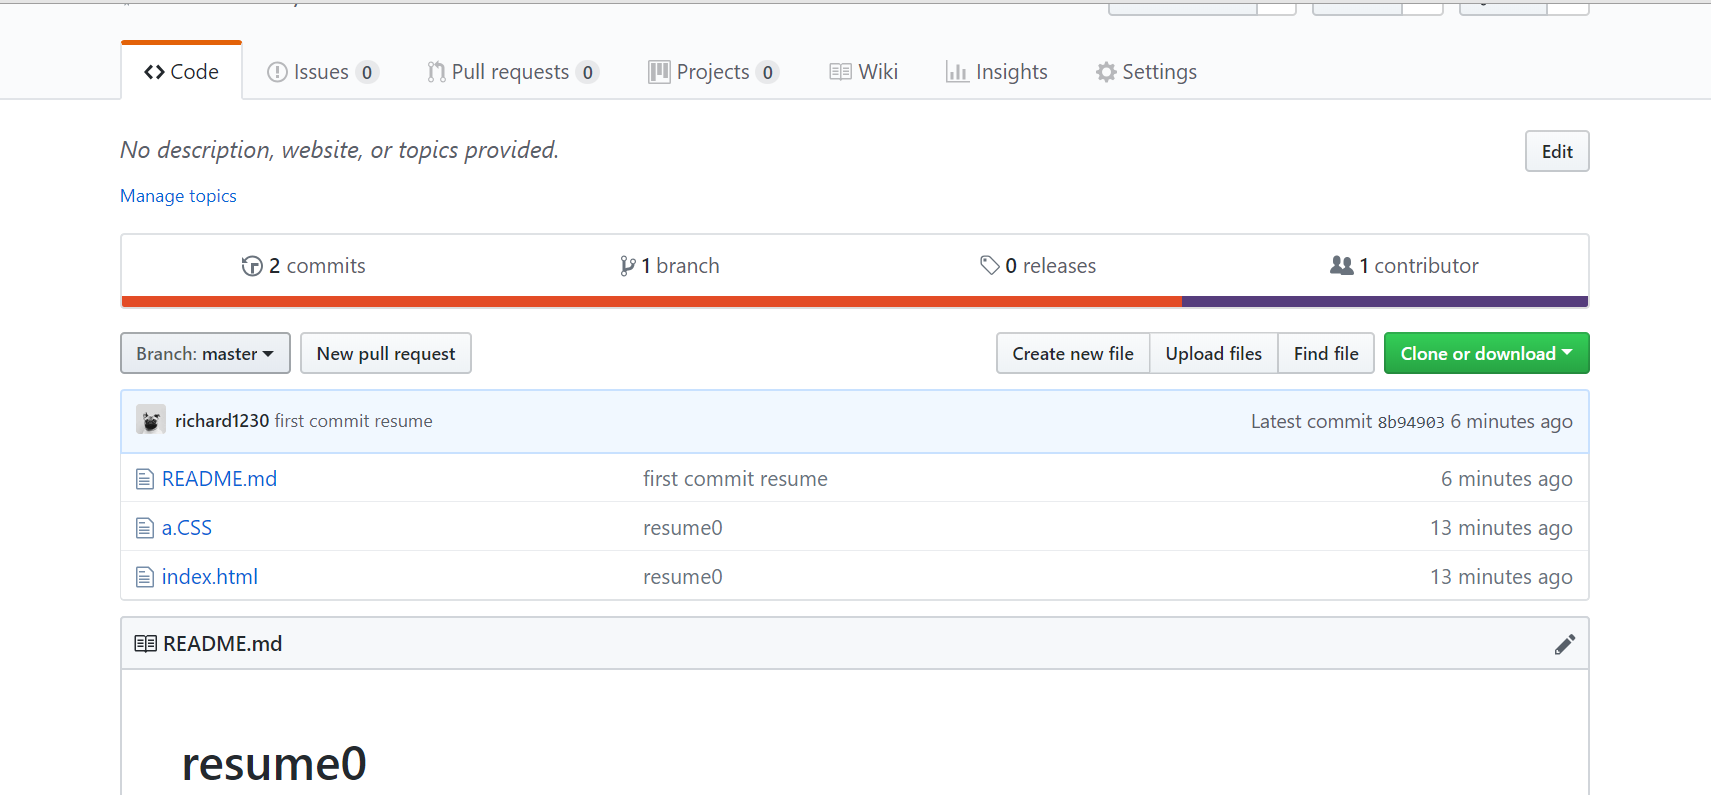 Code Issues 0 Pull requests 0 Projects 0 Wiki Insights Settings
No description, website, or topics provided.
Edit
Manage topics
2 commits 1 branch 0 releases 1 contributor
Branch: master New pull request Create new file Upload files Find file Clone or download
richard1230 first commit resume Latest commit 8b94903 6 minutes ago
README.md first commit resume 6 minutes ago
a.CSS resume0 13 minutes ago
index.html resume0 13 minutes ago
README.md
resume0